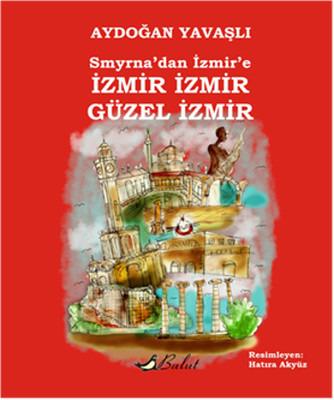 AYDOĞAN YAVAŞLI
Smyrna'dan İzmir'e
İZMİR İZMİR
GÜZEL İZMİR
Bulut
Resimleyen:
Hatıra Akyüz